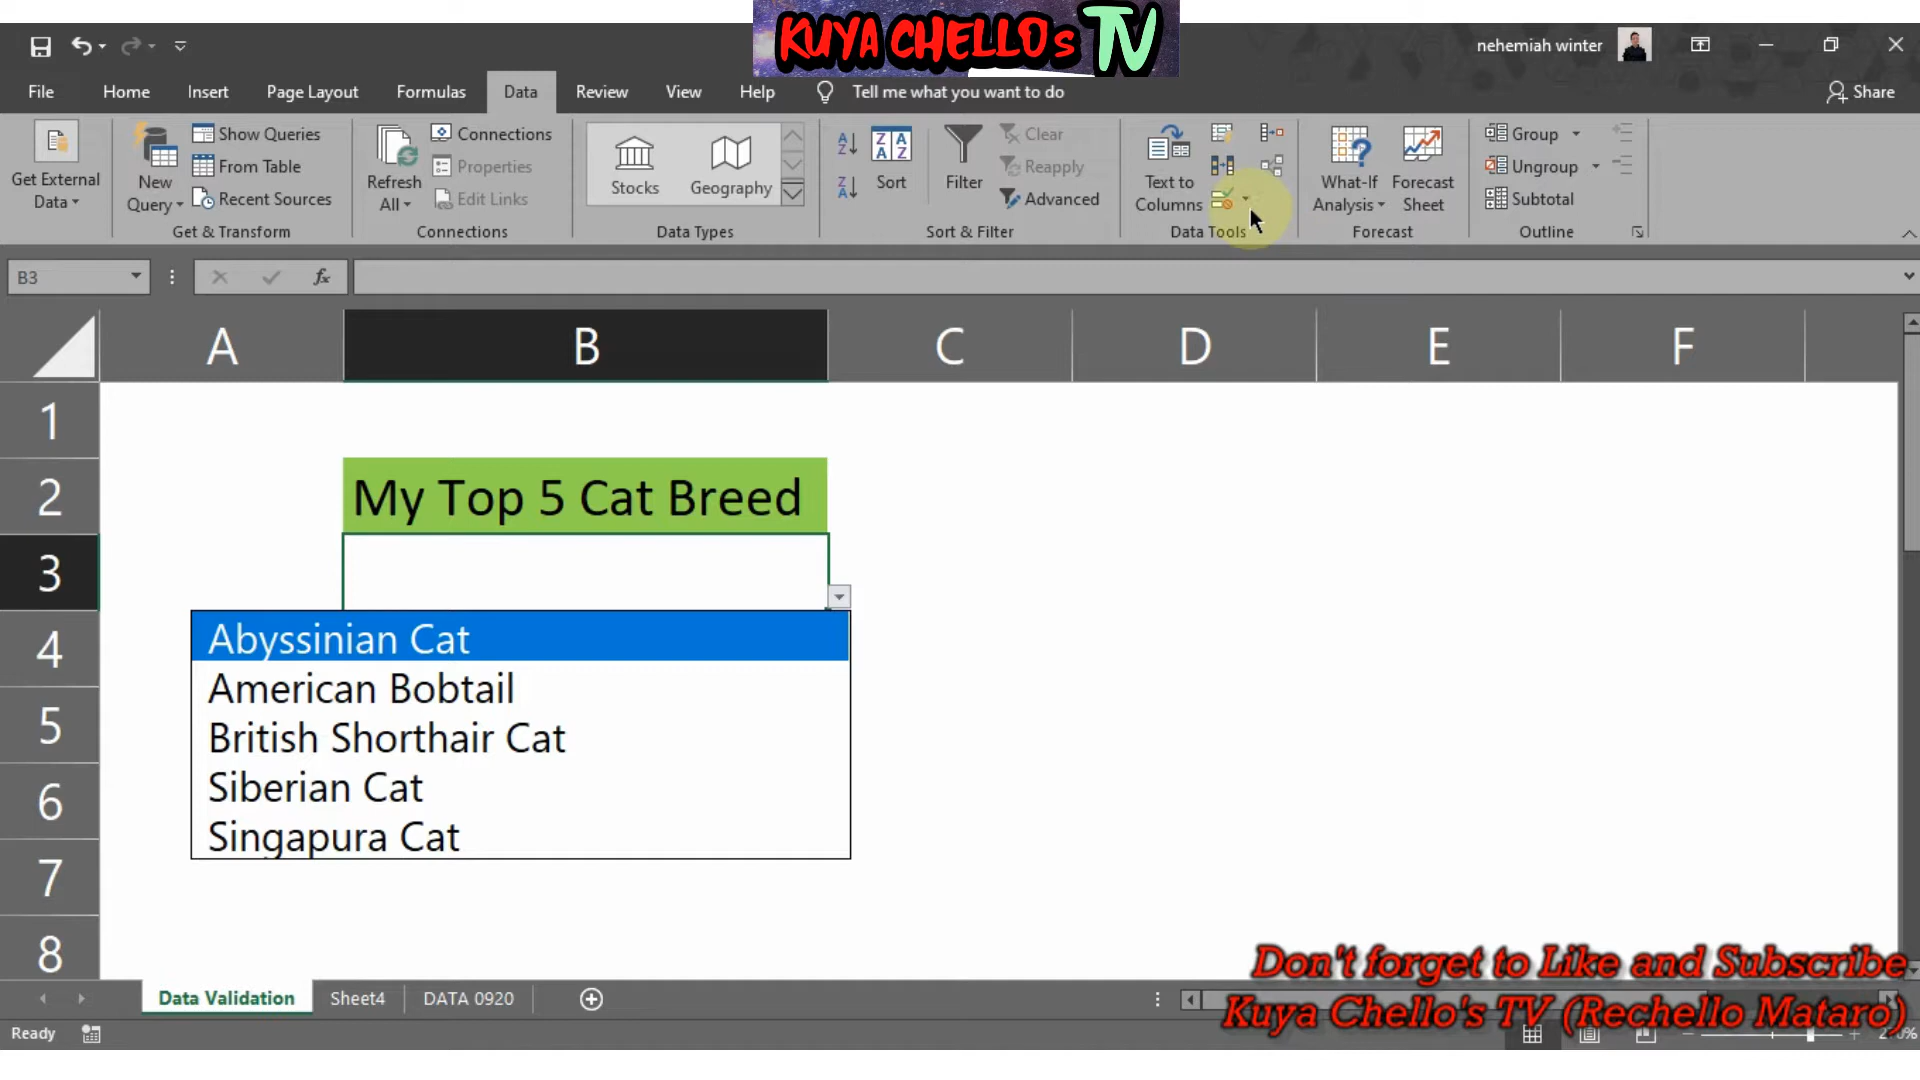 KUYA CHELLO's TV
nehemiah winter
File Home Insert Page Layout Formulas Data Review View Help Tell me what you want to do Share
Get External Data
New Query
Show Queries
From Table
Recent Sources
Get & Transform
Refresh All
Connections
Properties
Edit Links
Connections
Stocks
Geography
Data Types
Sort
Filter
Clear
Reapply
Advanced
Sort & Filter
Text to Columns
Data Tools
What-If Analysis
Forecast Sheet
Forecast
Group
Ungroup
Subtotal
Outline
B3 fx
A B C D E F
1
2 My Top 5 Cat Breed
3
4 Abyssinian Cat
American Bobtail
5 British Shorthair Cat
6 Siberian Cat
Singapura Cat
7
8
Don't forget to Like and Subscribe
Kuya Chello's TV (Rechello Mataro)
Data Validation Sheet4 DATA 0920
Ready